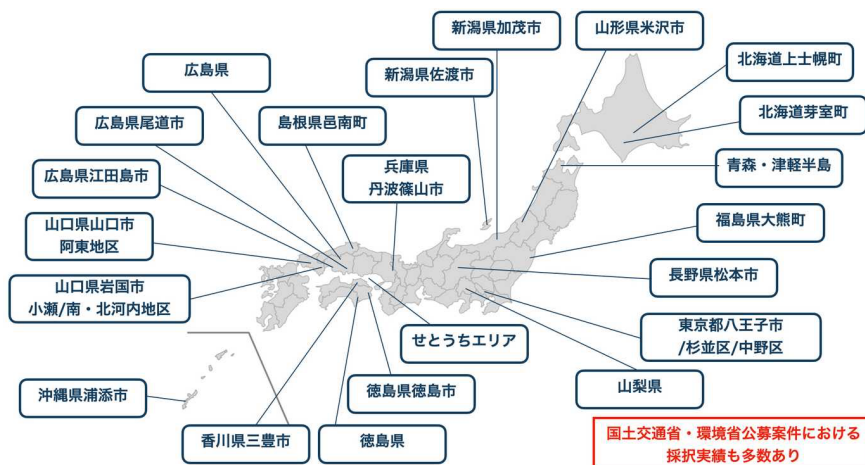 新潟県加茂市
山形県米沢市
広島県
新潟県佐渡市
北海道上士幌町
広島県尾道市
島根県邑南町
北海道芽室町
広島県江田島市
兵庫県
丹波篠山市
青森・津軽半島
山口県山口市
阿東地区
福島県大熊町
山口県岩国市
小瀬/南・北河内地区
長野県松本市
せとうちエリア
東京都八王子市
/杉並区/中野区
沖縄県浦添市
徳島県徳島市
山梨県
香川県三豊市
徳島県
国土交通省・環境省公募案件における
採択実績も多数あり